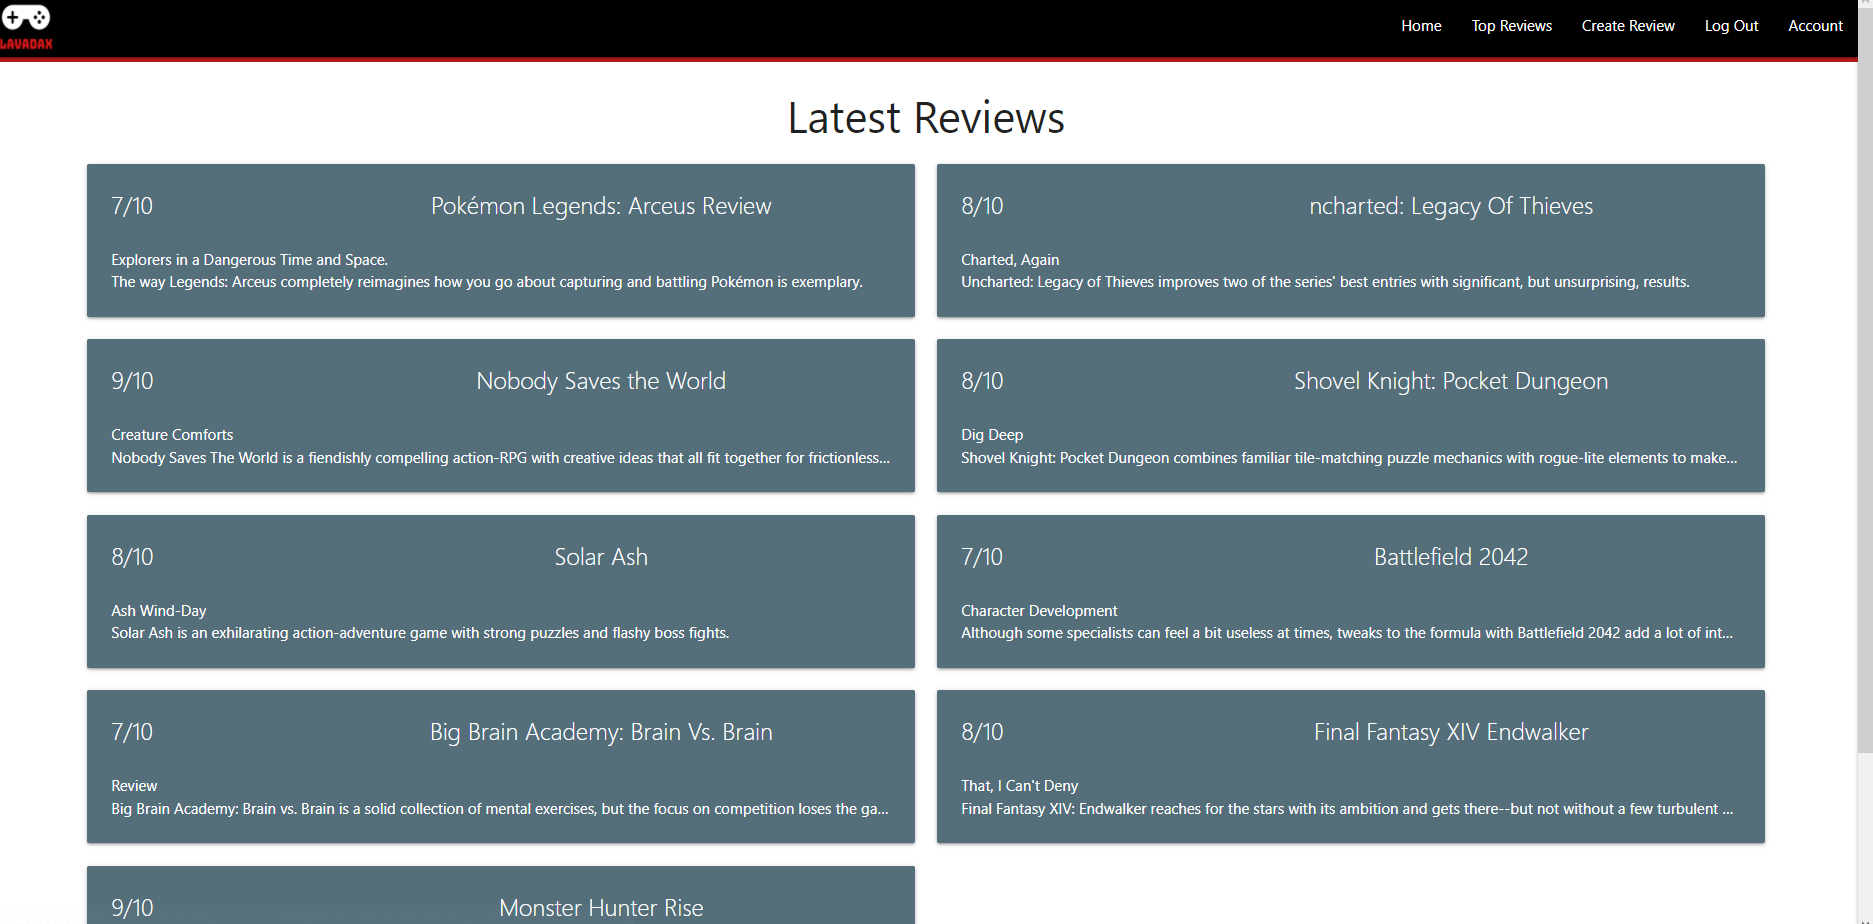 LAVADAX
Home Top Reviews Create Review Log Out Account
Latest Reviews
7/10 Pokémon Legends: Arceus Review
Explorers in a Dangerous Time and Space.
The way Legends: Arceus completely reimagines how you go about capturing and battling Pokémon is exemplary.
8/10 ncharted: Legacy Of Thieves
Charted, Again
Uncharted: Legacy of Thieves improves two of the series' best entries with significant, but unsurprising, results.
9/10 Nobody Saves the World
Creature Comforts
Nobody Saves The World is a fiendishly compelling action-RPG with creative ideas that all fit together for frictionless...
8/10 Shovel Knight: Pocket Dungeon
Dig Deep
Shovel Knight: Pocket Dungeon combines familiar tile-matching puzzle mechanics with rogue-lite elements to make...
8/10 Solar Ash
Ash Wind-Day
Solar Ash is an exhilarating action-adventure game with strong puzzles and flashy boss fights.
7/10 Battlefield 2042
Character Development
Although some specialists can feel a bit useless at times, tweaks to the formula with Battlefield 2042 add a lot of int...
7/10 Big Brain Academy: Brain Vs. Brain
Review
Big Brain Academy: Brain vs. Brain is a solid collection of mental exercises, but the focus on competition loses the ga...
8/10 Final Fantasy XIV Endwalker
That, I Can't Deny
Final Fantasy XIV: Endwalker reaches for the stars with its ambition and gets there--but not without a few turbulent ...
9/10 Monster Hunter Rise